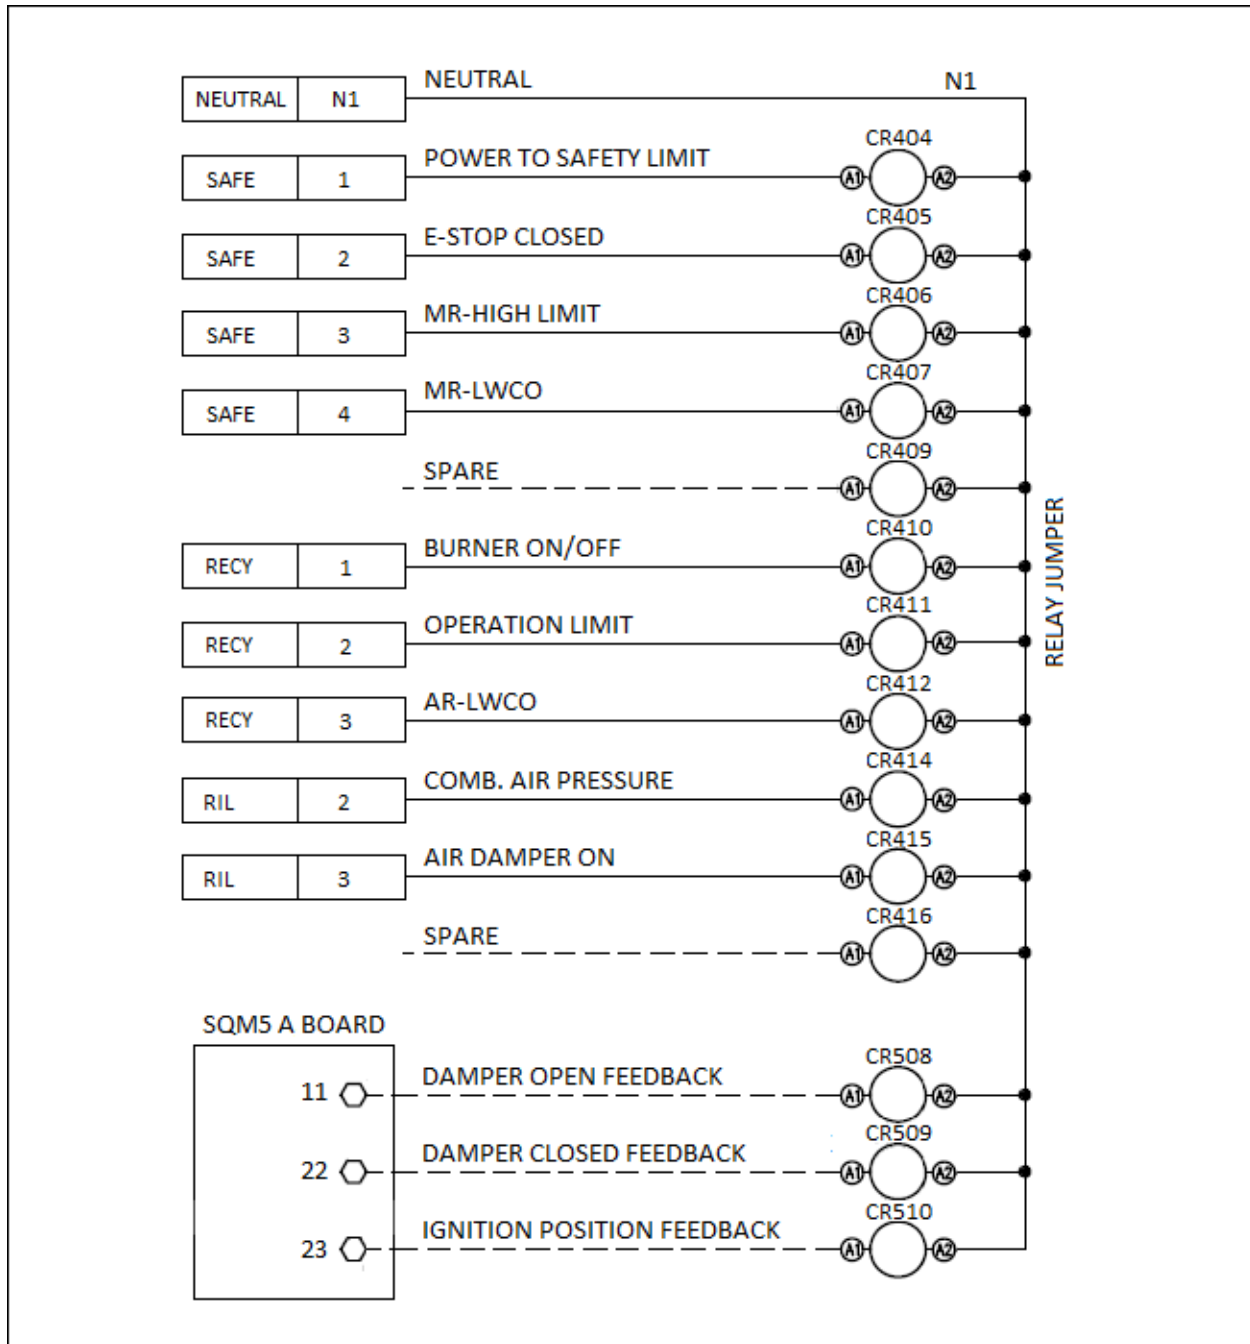 NEUTRAL N1 NEUTRAL N1
CR404
SAFE 1 POWER TO SAFETY LIMIT A1 A2
CR405
SAFE 2 E-STOP CLOSED A1 A2
CR406
SAFE 3 MR-HIGH LIMIT A1 A2
CR407
SAFE 4 MR-LWCO A1 A2
CR409
SPARE A1 A2
CR410
RECY 1 BURNER ON/OFF A1 A2
CR411
RECY 2 OPERATION LIMIT A1 A2
CR412
RECY 3 AR-LWCO A1 A2
CR414
RIL 2 COMB. AIR PRESSURE A1 A2
CR415
RIL 3 AIR DAMPER ON A1 A2
CR416
SPARE A1 A2
RELAY JUMPER
SQM5 A BOARD
CR508
11 DAMPER OPEN FEEDBACK A1 A2
CR509
22 DAMPER CLOSED FEEDBACK A1 A2
CR510
23 IGNITION POSITION FEEDBACK A1 A2